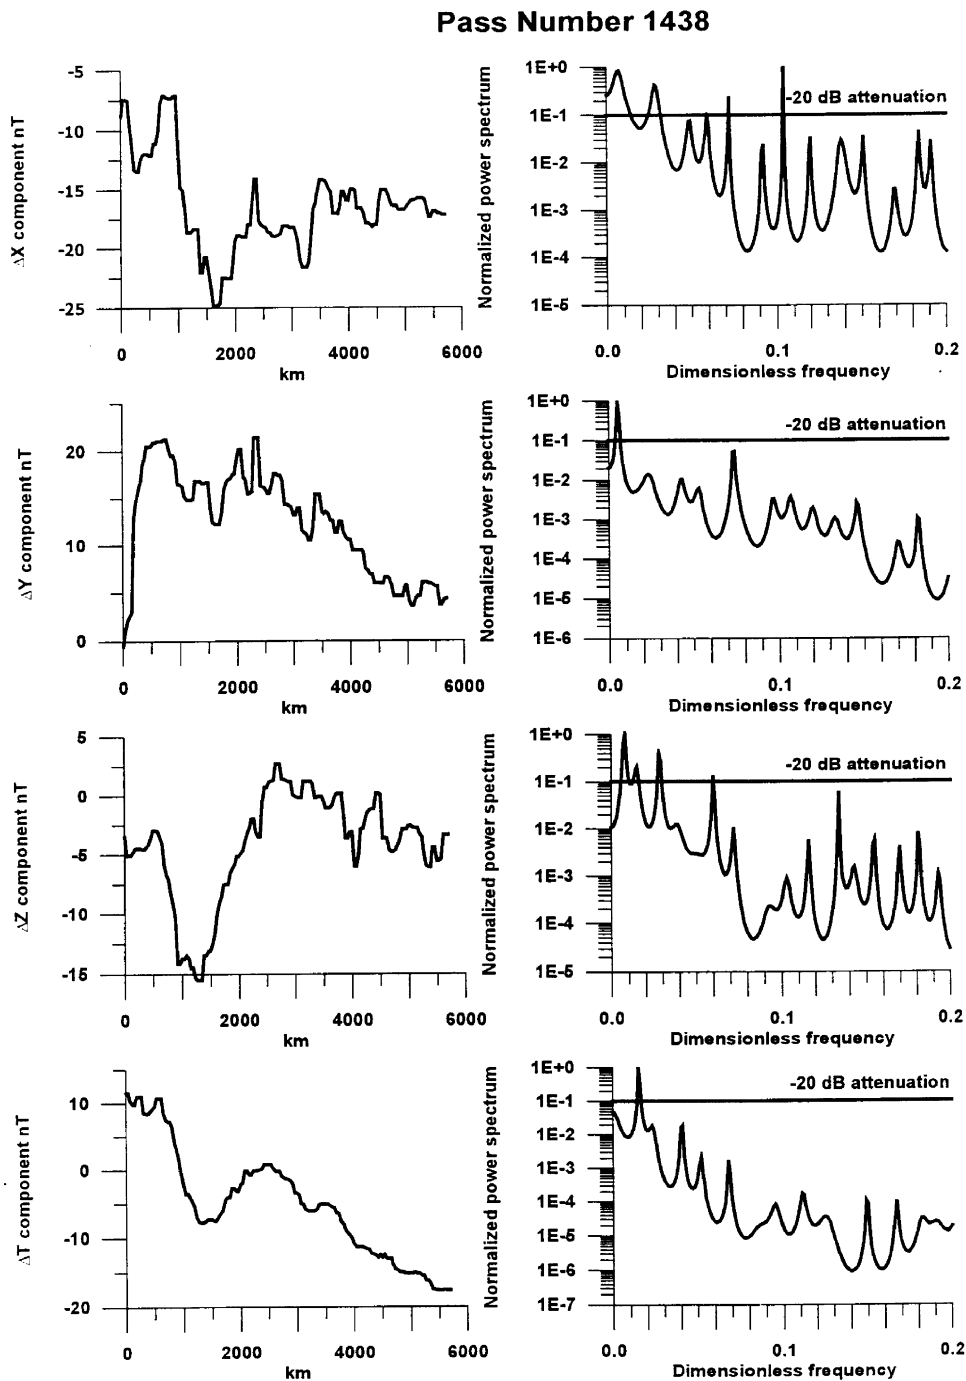 Pass Number 1438
ΔX component nT
-5
-10
-15
-20
-25
0 2000 4000 6000
km
Normalized power spectrum
1E+0
1E-1
1E-2
1E-3
1E-4
1E-5
-20 dB attenuation
0.0 0.1 0.2
Dimensionless frequency
ΔY component nT
20
10
0
0 2000 4000 6000
km
Normalized power spectrum
1E+0
1E-1
1E-2
1E-3
1E-4
1E-5
1E-6
-20 dB attenuation
0.0 0.1 0.2
Dimensionless frequency
ΔZ component nT
5
0
-5
-10
-15
0 2000 4000 6000
km
Normalized power spectrum
1E+0
1E-1
1E-2
1E-3
1E-4
1E-5
-20 dB attenuation
0.0 0.1 0.2
Dimensionless frequency
ΔT component nT
10
0
-10
-20
0 2000 4000 6000
km
Normalized power spectrum
1E+0
1E-1
1E-2
1E-3
1E-4
1E-5
1E-6
1E-7
-20 dB attenuation
0.0 0.1 0.2
Dimensionless frequency